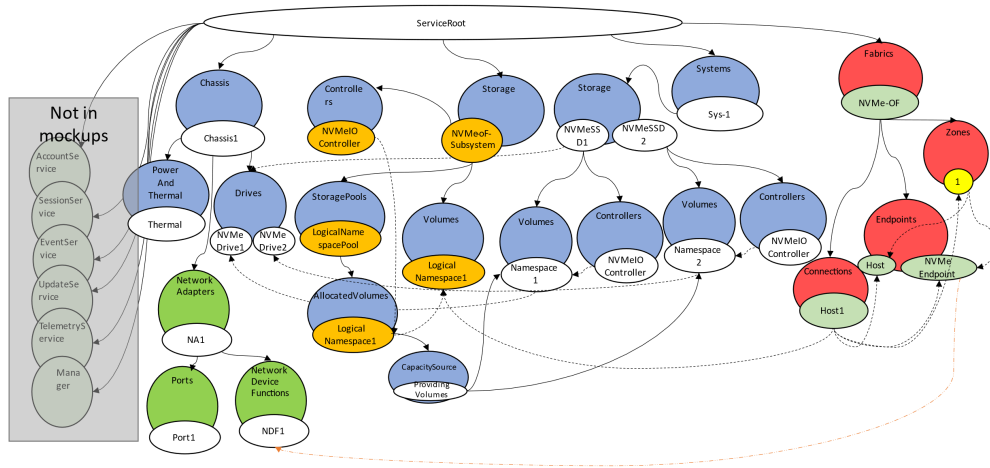 ServiceRoot
Not in
mockups
AccountSe
rvice
SessionSer
vice
EventSer
vice
UpdateSe
rvice
TelemetryS
ervice
Mana
ger
Chassis
Chassis1
Power
And
Thermal
Thermal
Drives
NVMe
Drive1
NVMe
Drive2
Network
Adapters
NA1
Ports
Port1
Network
Device
Functions
NDF1
Controlle
rs
NVMeIO
Controller
Storage
NVMeoF-
Subsystem
StoragePools
LogicalName
spacePool
AllocatedVolumes
Logical
Namespace1
Volumes
Logical
Namespace1
CapacitySource
Providing
Volumes
Storage
NVMeSS
D1
NVMeSSD
2
Volumes
Namespace
1
Controllers
NVMeIO
Controller
Systems
Sys-1
Volumes
Namespace
2
Controllers
NVMeIO
Controller
Fabrics
NVMe-OF
Zones
1
Endpoints
Host
NVMe
Endpoint
Connections
Host1